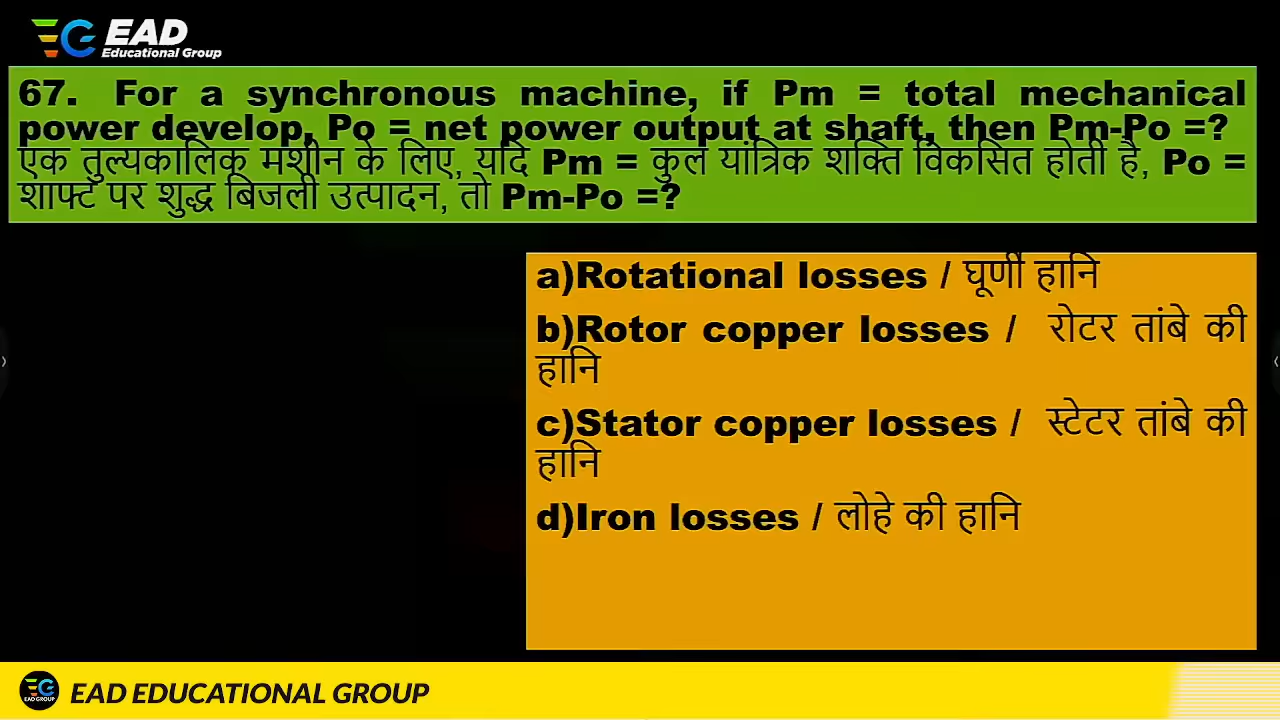 EAD
Educational Group
67. For a synchronous machine, if Pm = total mechanical
power develop, Po = net power output at shaft, then Pm-Po =?
एक तुल्यकालिक मशीन के लिए, यदि Pm = कुल यांत्रिक शक्ति विकसित होती है, Po =
शाफ्ट पर शुद्ध बिजली उत्पादन, तो Pm-Po =?
a)Rotational losses / घूर्णी हानि
b)Rotor copper losses / रोटर तांबे की
हानि
c)Stator copper losses / स्टेटर तांबे की
हानि
d)Iron losses / लोहे की हानि
EAD GROUP
EAD EDUCATIONAL GROUP